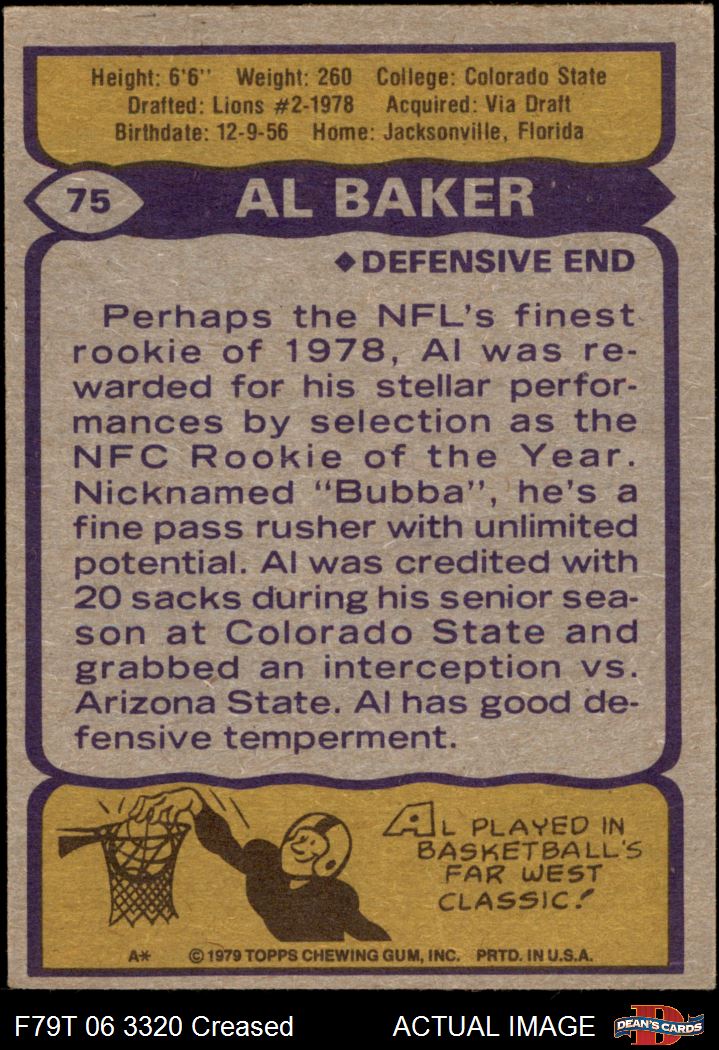 Height: 6'6'' Weight: 260 College: Colorado State
Drafted: Lions #2-1978 Acquired: Via Draft
Birthdate: 12-9-56 Home: Jacksonville, Florida
75 AL BAKER
◆DEFENSIVE END
Perhaps the NFL's finest
rookie of 1978, Al was re-
warded for his stellar perfor-
mances by selection as the
NFC Rookie of the Year.
Nicknamed "Bubba", he's a
fine pass rusher with unlimited
potential. Al was credited with
20 sacks during his senior sea-
son at Colorado State and
grabbed an interception vs.
Arizona State. Al has good de-
fensive temperment.
AL PLAYED IN
BASKETBALL'S
FAR WEST
CLASSIC!
A* © 1979 TOPPS CHEWING GUM, INC. PRTD. IN U.S.A.
F79T 06 3320 Creased ACTUAL IMAGE D DEAN'S CARDS